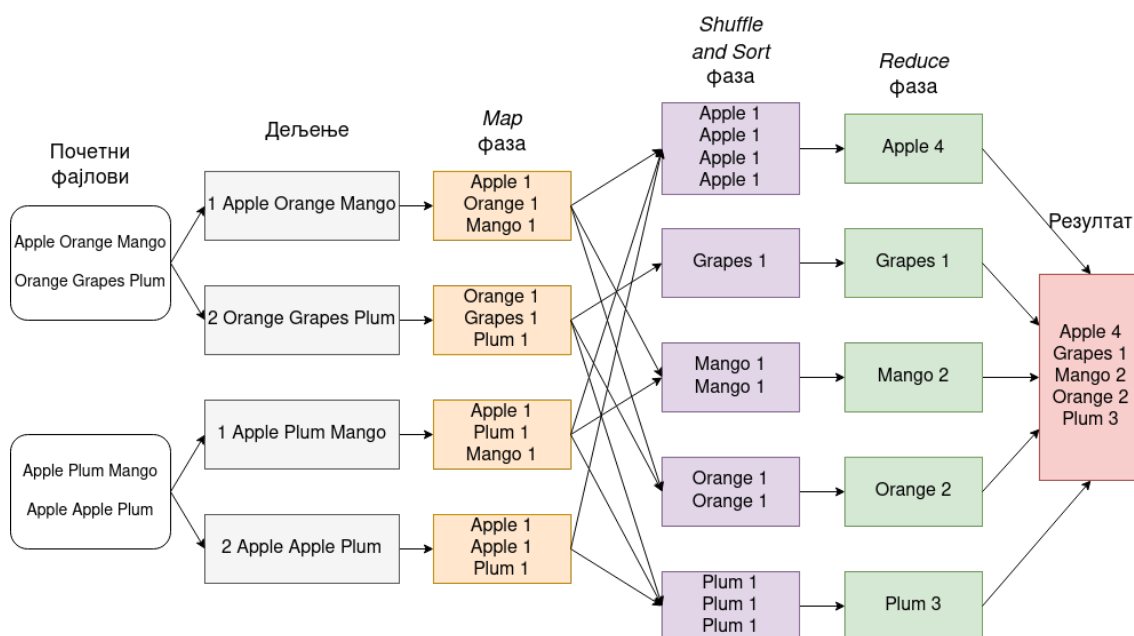 Почетни
фајлови
Apple Orange Mango
Orange Grapes Plum
Apple Plum Mango
Apple Apple Plum
Дељење
1 Apple Orange Mango
2 Orange Grapes Plum
1 Apple Plum Mango
2 Apple Apple Plum
Map
фаза
Apple 1
Orange 1
Mango 1
Orange 1
Grapes 1
Plum 1
Apple 1
Plum 1
Mango 1
Apple 1
Apple 1
Plum 1
Shuffle
and Sort
фаза
Apple 1
Apple 1
Apple 1
Apple 1
Grapes 1
Mango 1
Mango 1
Orange 1
Orange 1
Plum 1
Plum 1
Plum 1
Reduce
фаза
Apple 4
Grapes 1
Mango 2
Orange 2
Plum 3
Резултат
Apple 4
Grapes 1
Mango 2
Orange 2
Plum 3